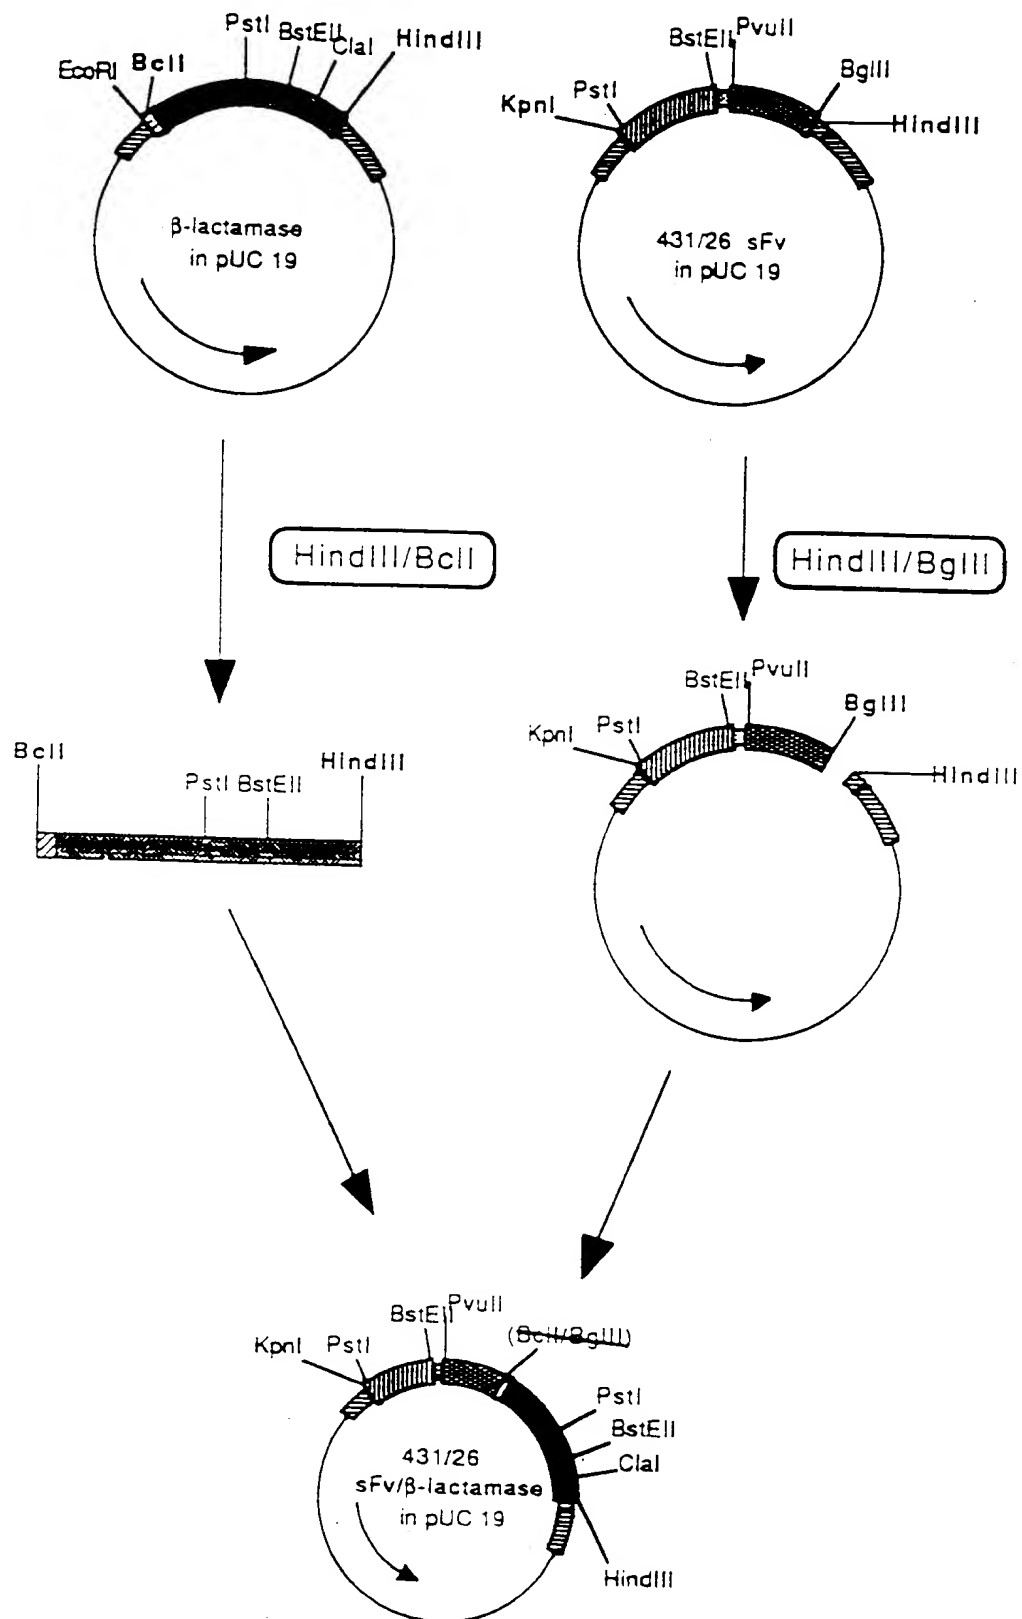 PstI
BstEII
ClaI
HindIII
BclI
EcoRI
β-lactamase
in pUC 19
PvuII
BstEII
BglII
PstI
KpnI
HindIII
431/26 sFv
in pUC 19
HindIII/BclI
HindIII/BglII
BclI
PstI BstEII
HindIII
PvuII
BstEII
BglII
PstI
KpnI
HindIII
PvuII
BstEII
(BclI/BglII)
KpnI PstI
PstI
BstEII
ClaI
431/26
sFv/β-lactamase
in pUC 19
HindIII